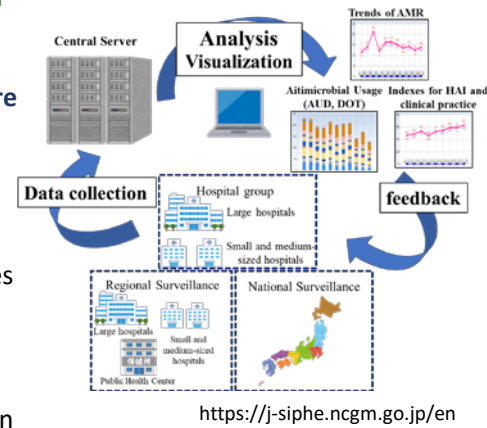 Trends of AMR
Central Server
Analysis
Visualization
re
Aitimicrobial Usage
(AUD, DOT)
Indexes for HAI and
clinical practice
Data collection
Hospital group
Large hospitals
Small and medium-
sized hospitals
feedback
es
Regional Surveillance
Large hospitals
Small and
medium-sized
hospitals
Public Health Center
National Surveillance
n
https://j-siphe.ncgm.go.jp/en